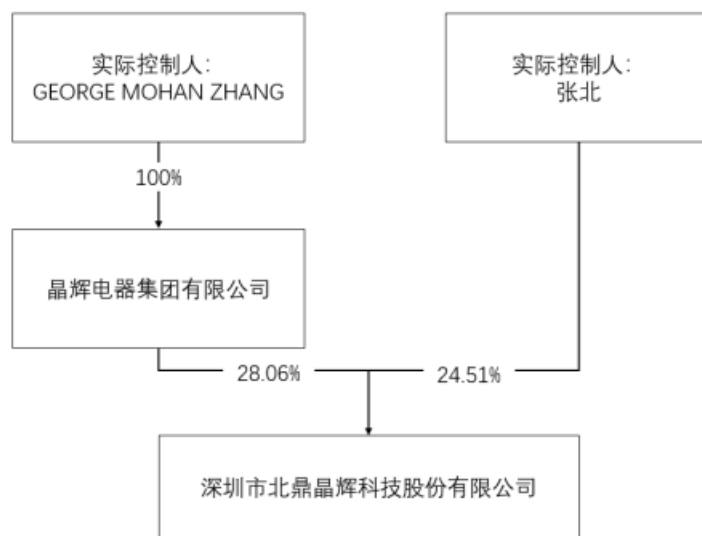 实际控制人:
GEORGE MOHAN ZHANG
实际控制人:
张北
100%
晶辉电器集团有限公司
28.06%
24.51%
深圳市北鼎晶辉科技股份有限公司